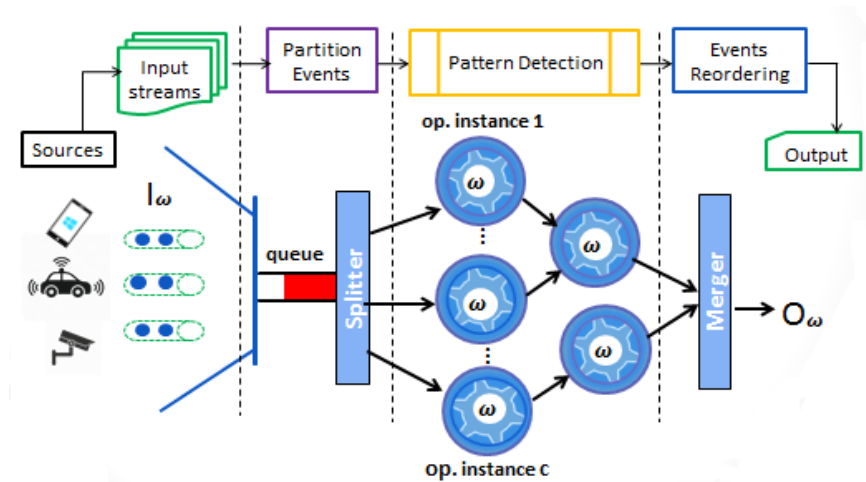 Input
streams
Partition
Events
Pattern Detection
Events
Reordering
Sources
Output
op. instance 1
Iω
queue
Splitter
ω
ω
ω
ω
ω
Merger
Oω
op. instance c